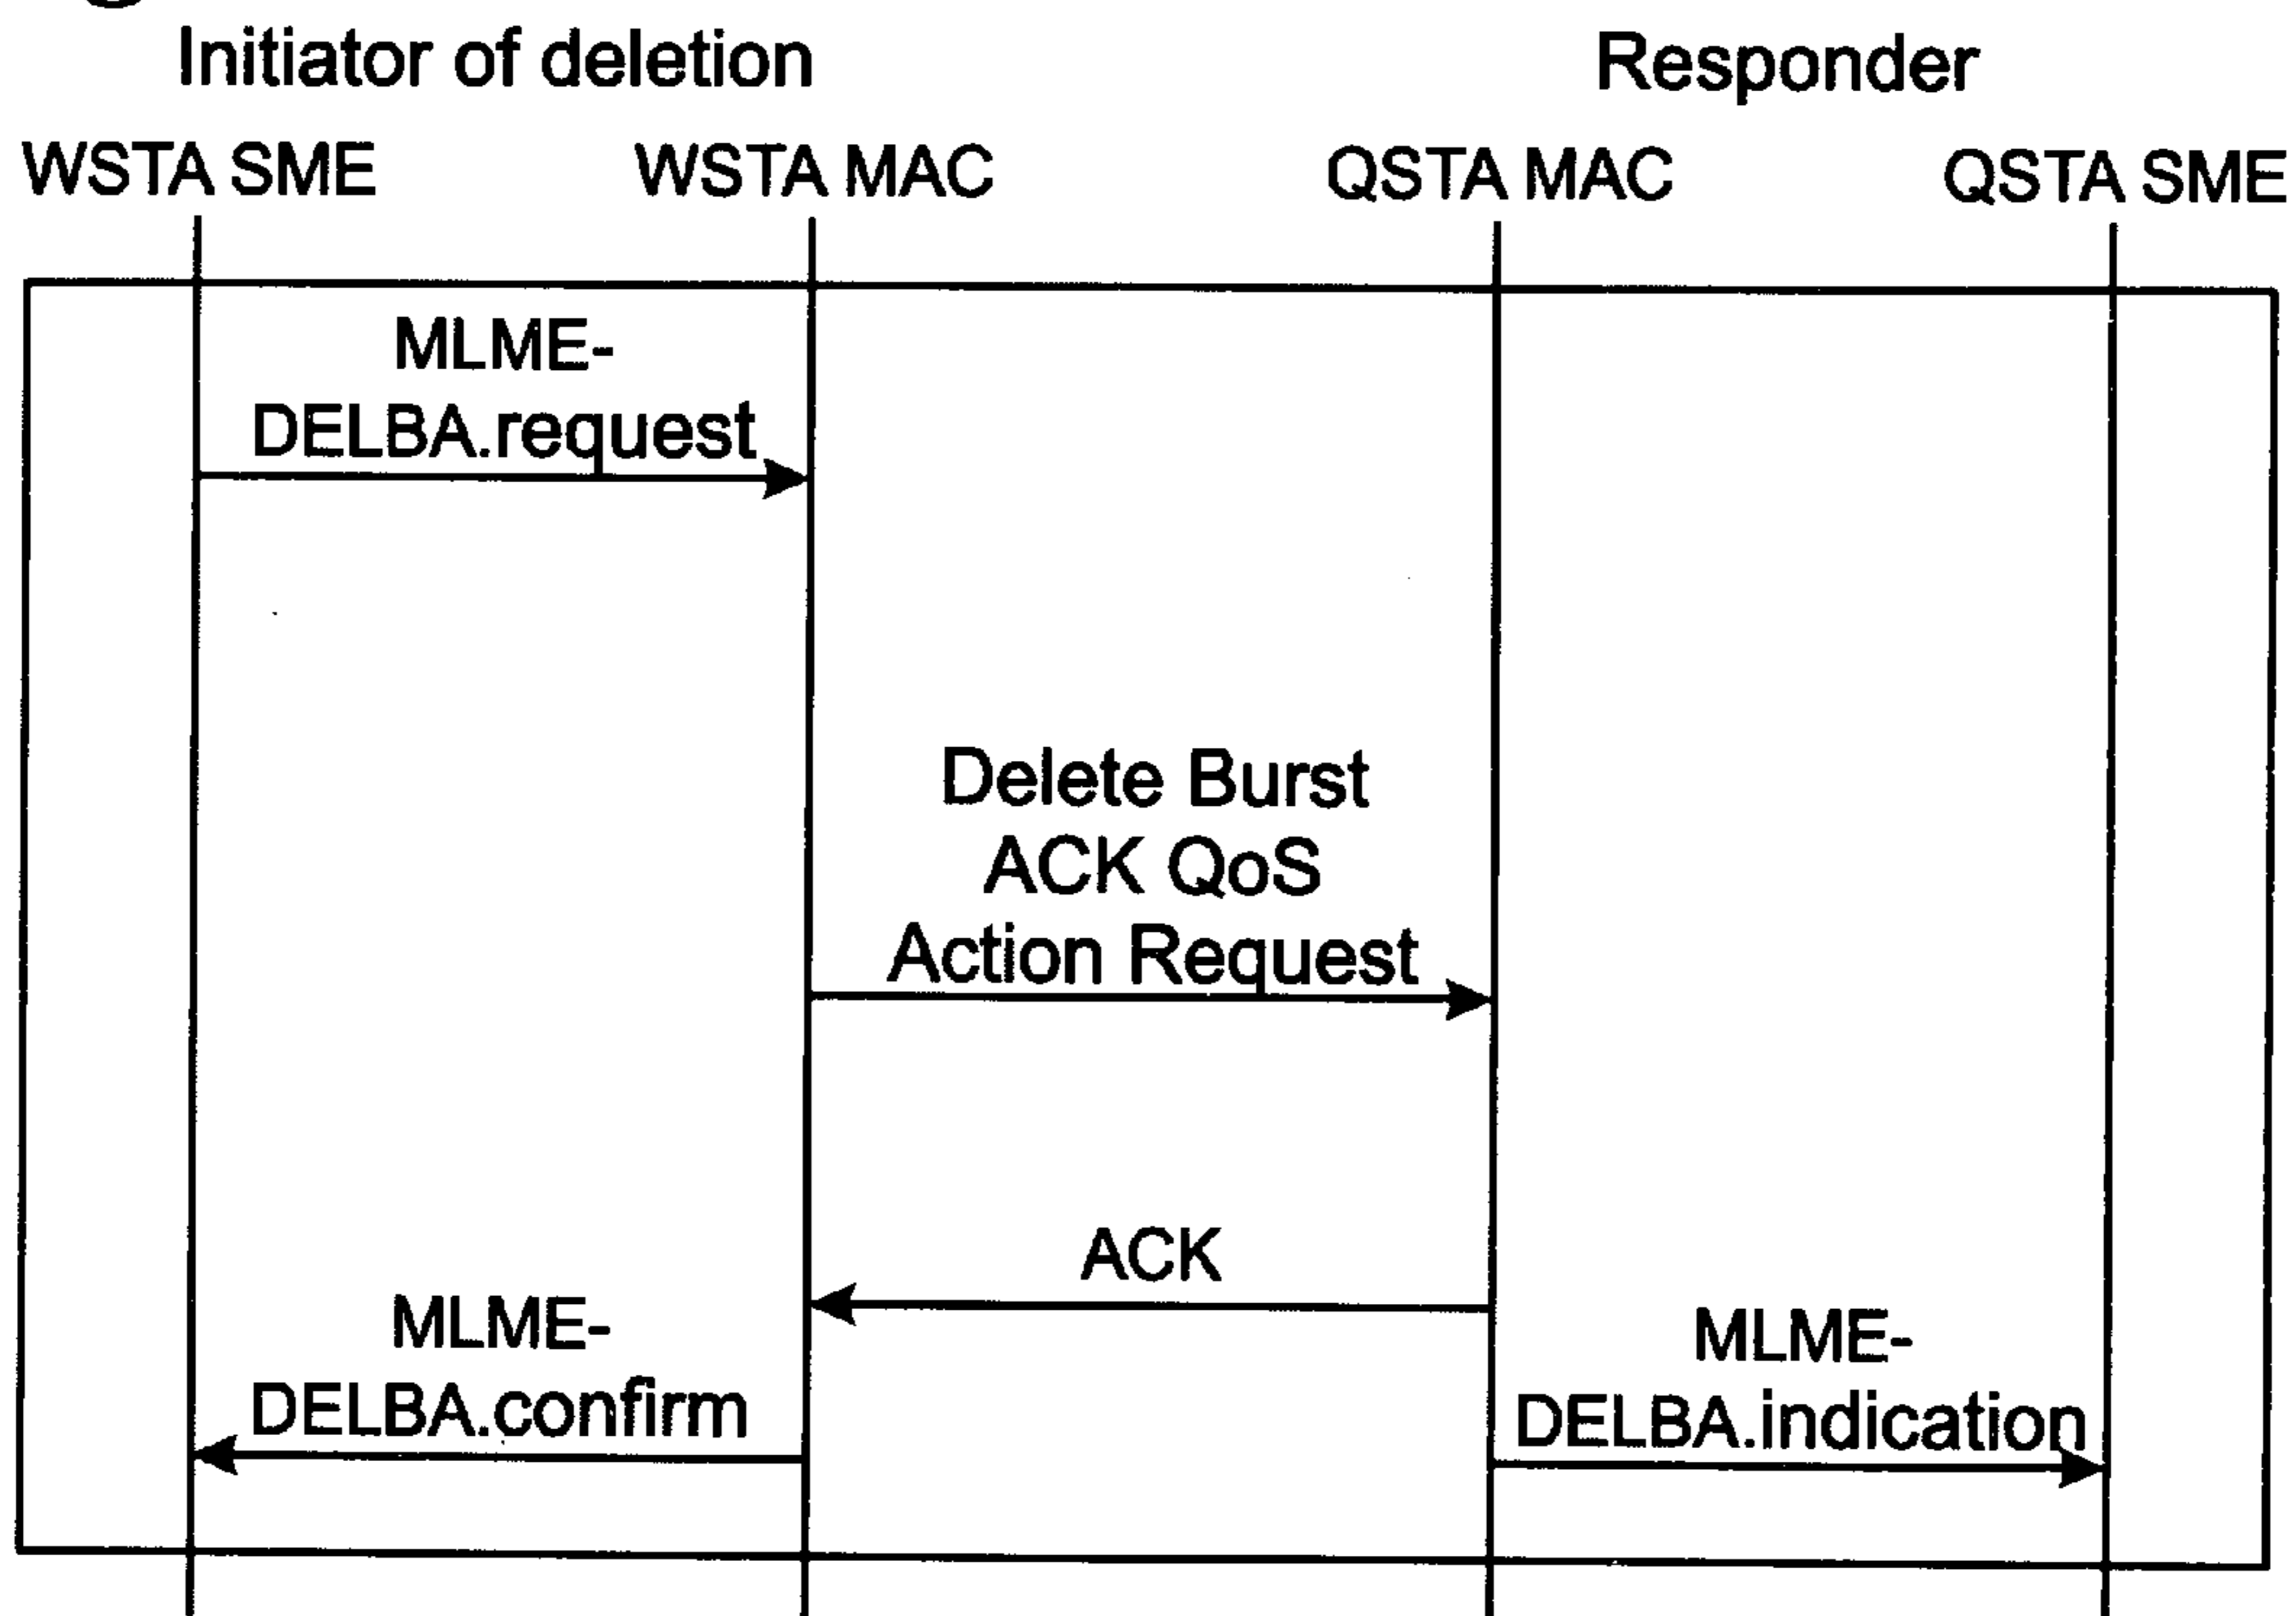 Initiator of deletion
Responder
WSTA SME
WSTA MAC
QSTA MAC
QSTA SME
MLME-
DELBA.request
Delete Burst
ACK QoS
Action Request
ACK
MLME-
DELBA.confirm
MLME-
DELBA.indication